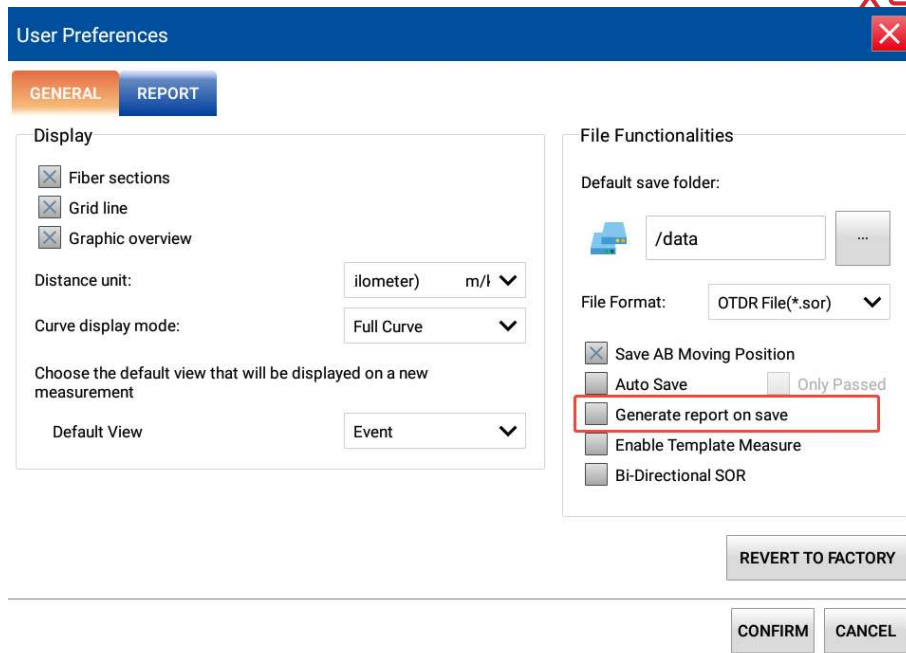 User Preferences
GENERAL
REPORT
Display
Fiber sections
Grid line
Graphic overview
Distance unit:
ilometer) m/k
Curve display mode:
Full Curve
Choose the default view that will be displayed on a new
measurement
Default View
Event
File Functionalities
Default save folder:
/data
...
File Format:
OTDR File(*.sor)
Save AB Moving Position
Auto Save
Only Passed
Generate report on save
Enable Template Measure
Bi-Directional SOR
REVERT TO FACTORY
CONFIRM
CANCEL